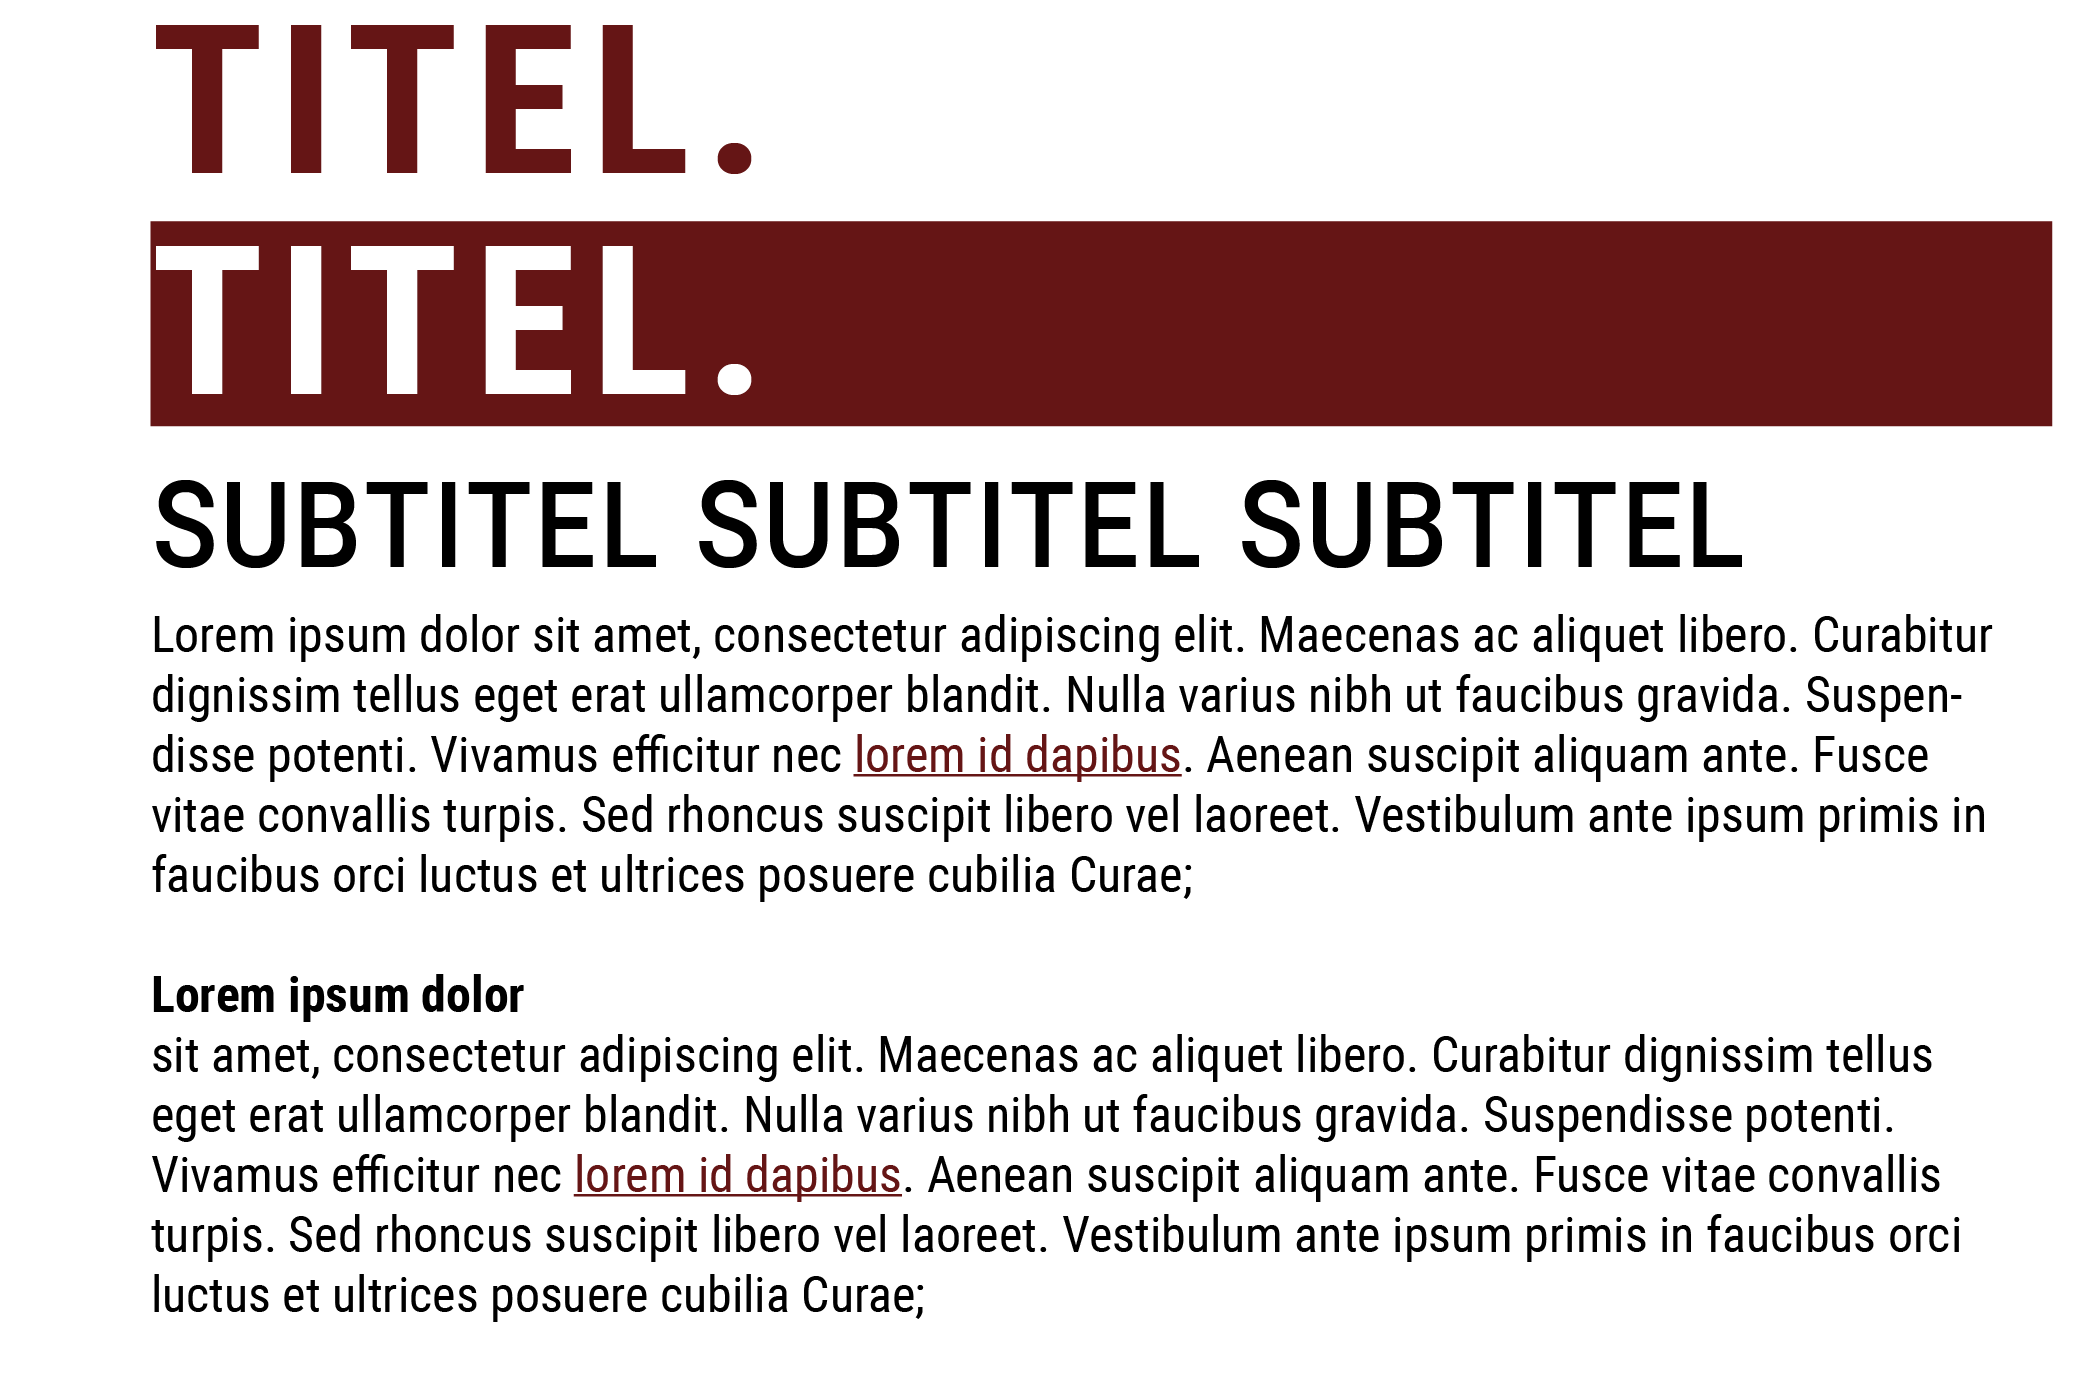 TITEL.
TITEL.
SUBTITEL SUBTITEL SUBTITEL
Lorem ipsum dolor sit amet, consectetur adipiscing elit. Maecenas ac aliquet libero. Curabitur
dignissim tellus eget erat ullamcorper blandit. Nulla varius nibh ut faucibus gravida. Suspen-
disse potenti. Vivamus efficitur nec lorem id dapibus. Aenean suscipit aliquam ante. Fusce
vitae convallis turpis. Sed rhoncus suscipit libero vel laoreet. Vestibulum ante ipsum primis in
faucibus orci luctus et ultrices posuere cubilia Curae;
Lorem ipsum dolor
sit amet, consectetur adipiscing elit. Maecenas ac aliquet libero. Curabitur dignissim tellus
eget erat ullamcorper blandit. Nulla varius nibh ut faucibus gravida. Suspendisse potenti.
Vivamus efficitur nec lorem id dapibus. Aenean suscipit aliquam ante. Fusce vitae convallis
turpis. Sed rhoncus suscipit libero vel laoreet. Vestibulum ante ipsum primis in faucibus orci
luctus et ultrices posuere cubilia Curae;